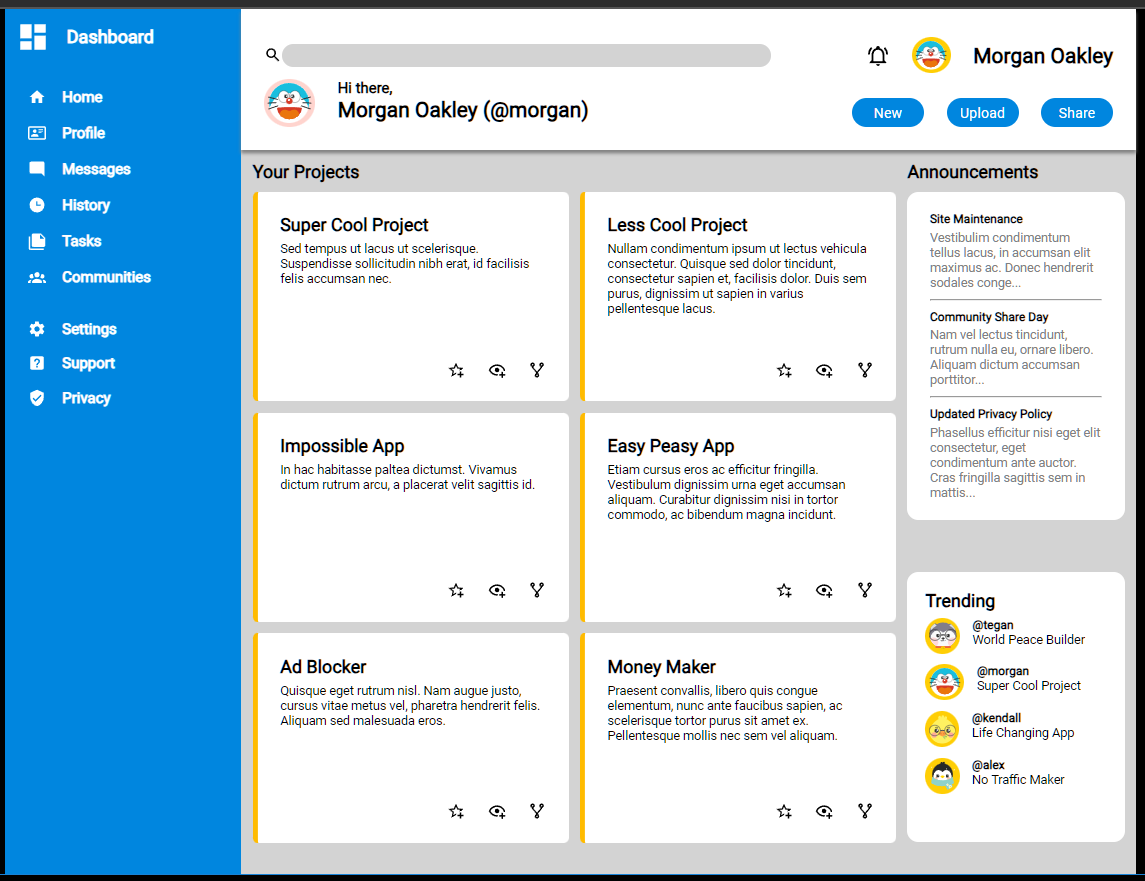 Dashboard
Home
Profile
Messages
History
Tasks
Communities
Settings
Support
Privacy
Morgan Oakley
Hi there,
Morgan Oakley (@morgan)
New
Upload
Share
Your Projects
Super Cool Project
Sed tempus ut lacus ut scelerisque.
Suspendisse sollicitudin nibh erat, id facilisis
felis accumsan nec.
Less Cool Project
Nullam condimentum ipsum ut lectus vehicula
consectetur. Quisque sed dolor tincidunt,
consectetur sapien et, facilisis dolor. Duis sem
purus, dignissim ut sapien in varius
pellentesque lacus.
Impossible App
In hac habitasse paltea dictumst. Vivamus
dictum rutrum arcu, a placerat velit sagittis id.
Easy Peasy App
Etiam cursus eros ac efficitur fringilla.
Vestibulum dignissim urna eget accumsan
aliquam. Curabitur dignissim nisi in tortor
commodo, ac bibendum magna incidunt.
Ad Blocker
Quisque eget rutrum nisl. Nam augue justo,
cursus vitae metus vel, pharetra hendrerit felis.
Aliquam sed malesuada eros.
Money Maker
Praesent convallis, libero quis congue
elementum, nunc ante faucibus sapien, ac
scelerisque tortor purus sit amet ex.
Pellentesque mollis nec sem vel aliquam.
Announcements
Site Maintenance
Vestibulim condimentum
tellus lacus, in accumsan elit
maximus ac. Donec hendrerit
sodales conge...
Community Share Day
Nam vel lectus tincidunt,
rutrum nulla eu, ornare libero.
Aliquam dictum accumsan
porttitor...
Updated Privacy Policy
Phasellus efficitur nisi eget elit
consectetur, eget
condimentum ante auctor.
Cras fringilla sagittis sem in
mattis...
Trending
@tegan
World Peace Builder
@morgan
Super Cool Project
@kendall
Life Changing App
@alex
No Traffic Maker